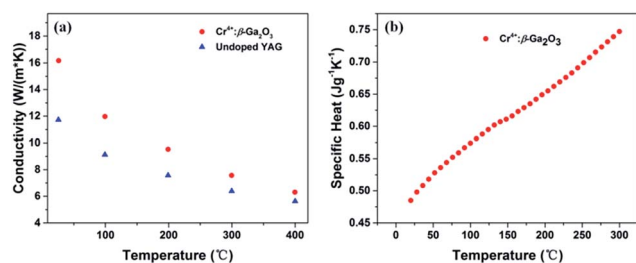 (a)
Cr⁴⁺:β-Ga₂O₃
Undoped YAG
Conductivity (W/(m*K)
18
16
14
12
10
8
6
4
100
200
300
400
Temperature (℃)
(b)
Cr⁴⁺:β-Ga₂O₃
Specific Heat (Jg⁻¹K⁻¹)
0.75
0.70
0.65
0.60
0.55
0.50
0.45
0
50
100
150
200
250
300
Temperature (℃)